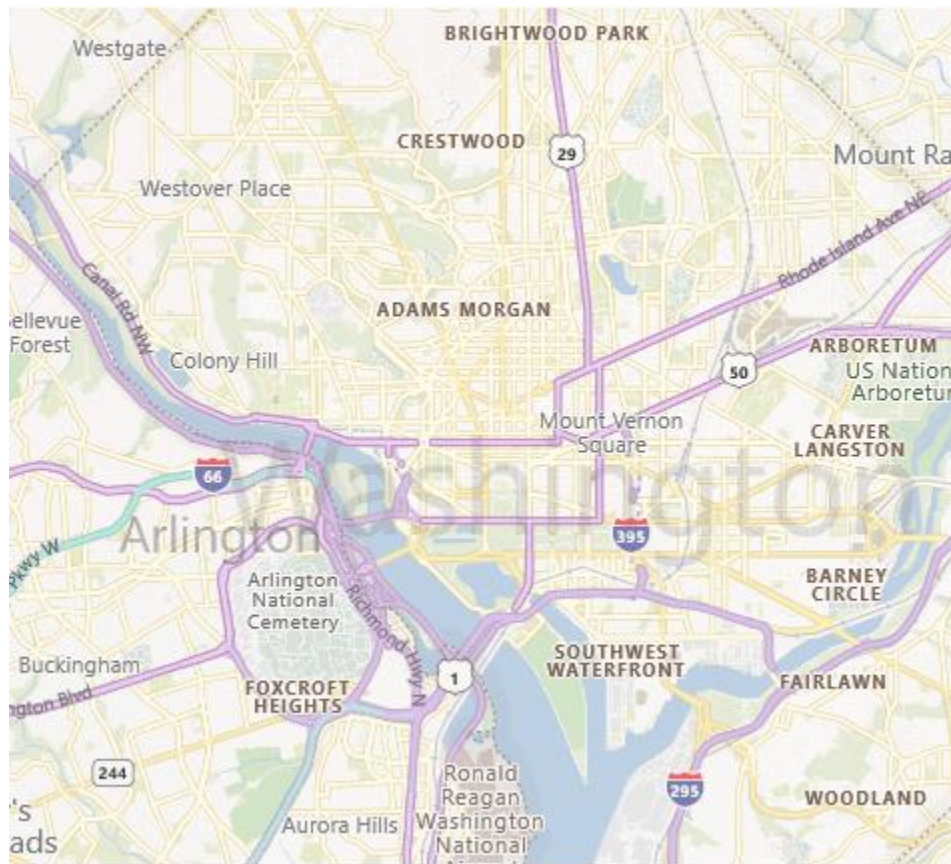 BRIGHTWOOD PARK
Westgate
CRESTWOOD
29
Mount Ra
Westover Place
Rhode Island Ave NE
Canal Rd NW
ADAMS MORGAN
ellevue
Forest
Colony Hill
ARBORETUM
50
US Nation
Arboretum
Mount Vernon
Square
CARVER
LANGSTON
66
Washington
Arlington
395
Pkwy W
Arlington
National
Cemetery
BARNEY
CIRCLE
Richmond Hwy N
Buckingham
SOUTHWEST
WATERFRONT
1
FOXCROFT
HEIGHTS
FAIRLAWN
ngton Blvd
244
Ronald
Reagan
Washington
National
295
WOODLAND
's
ads
Aurora Hills